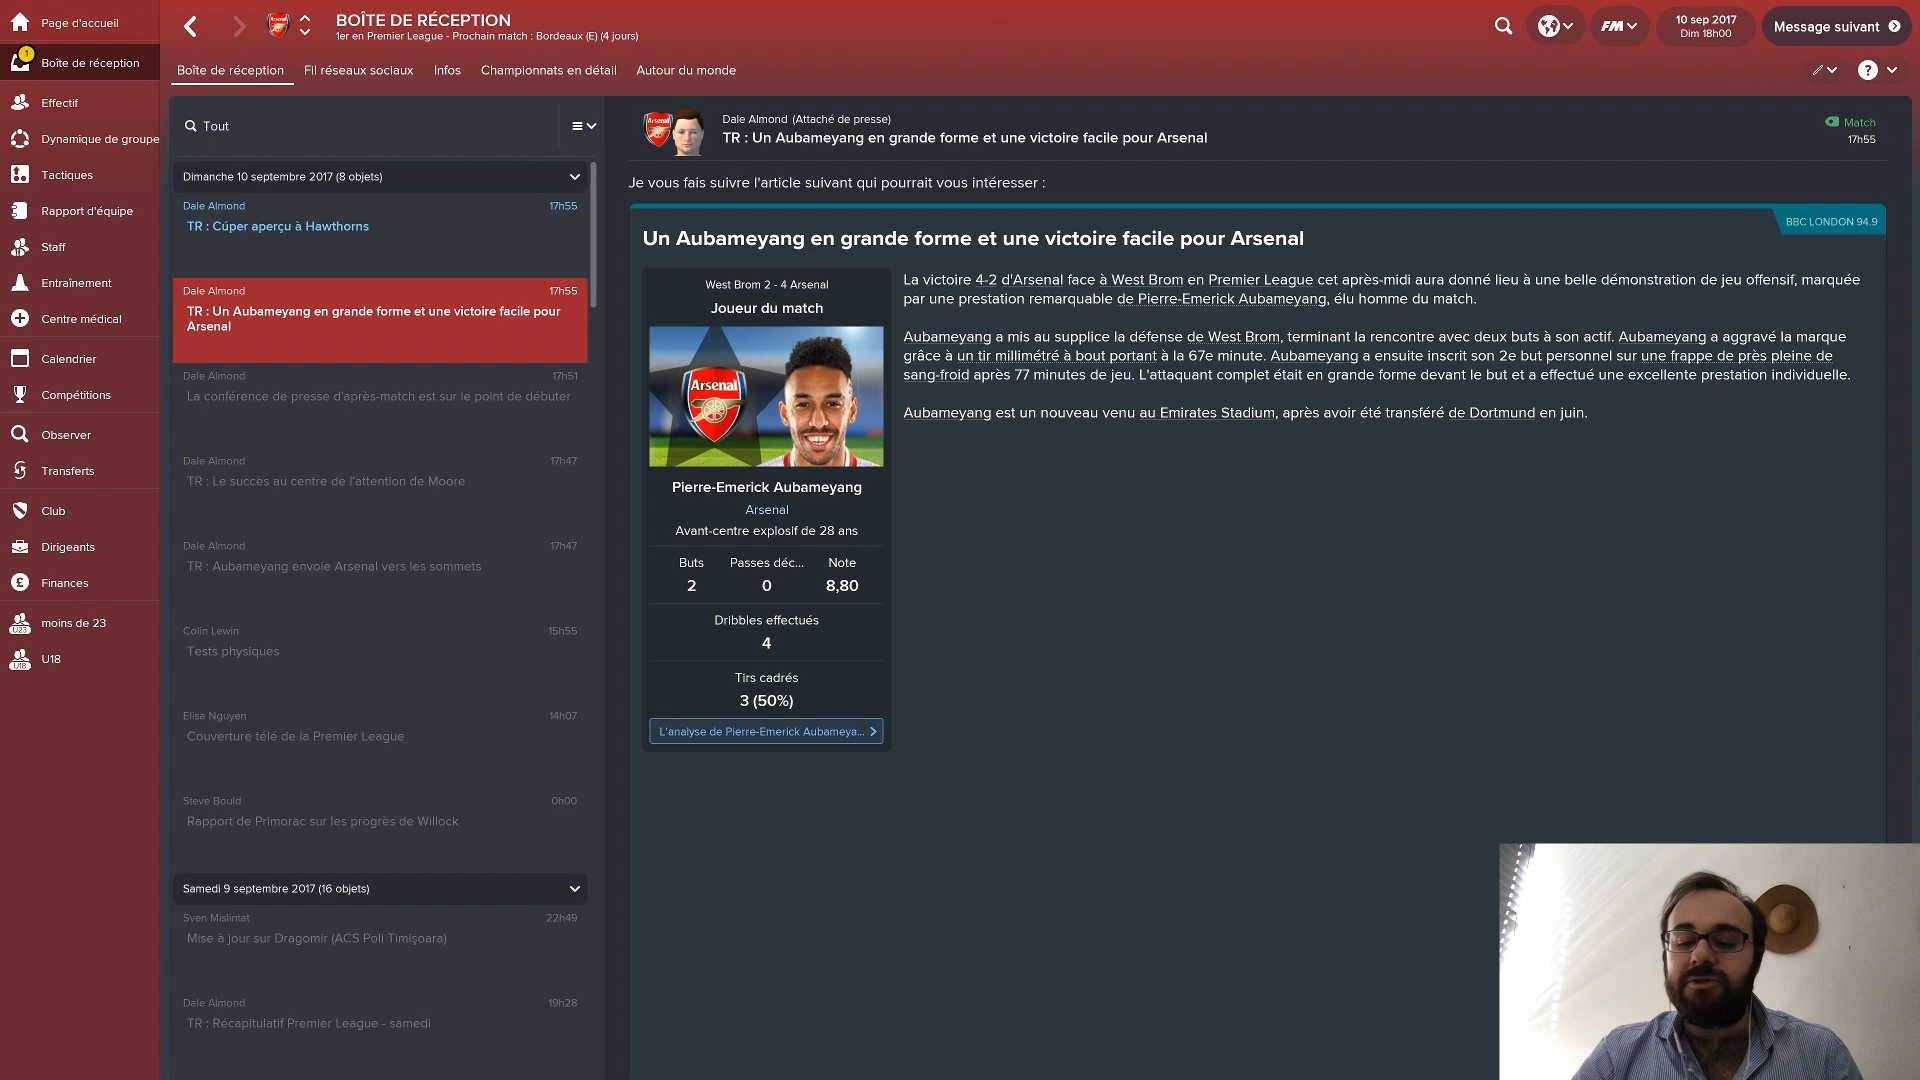 Page d'accueil
1
Boîte de réception
Effectif
Dynamique de groupe
Tactiques
Rapport d'équipe
Staff
Entraînement
Centre médical
Calendrier
Compétitions
Observer
Transferts
Club
Dirigeants
Finances
U23
moins de 23
U18
U18
Arsenal
BOÎTE DE RÉCEPTION
1er en Premier League - Prochain match : Bordeaux (E) (4 jours)
FM
10 sep 2017
Dim 18h00
Message suivant
Boîte de réception
Fil réseaux sociaux
Infos
Championnats en détail
Autour du monde
?
Tout
Dimanche 10 septembre 2017 (8 objets)
Dale Almond 17h55
TR : Cúper aperçu à Hawthorns
Dale Almond 17h55
TR : Un Aubameyang en grande forme et une victoire facile pour
Arsenal
Dale Almond 17h51
La conférence de presse d'après-match est sur le point de débuter
Dale Almond 17h47
TR : Le succès au centre de l'attention de Moore
Dale Almond 17h47
TR : Aubameyang envoie Arsenal vers les sommets
Colin Lewin 15h55
Tests physiques
Elisa Nguyen 14h07
Couverture télé de la Premier League
Steve Bould 0h00
Rapport de Primorac sur les progrès de Willock
Samedi 9 septembre 2017 (16 objets)
Sven Mislintat 22h49
Mise à jour sur Dragomir (ACS Poli Timişoara)
Dale Almond 19h28
TR : Récapitulatif Premier League - samedi
Arsenal
Dale Almond (Attaché de presse)
TR : Un Aubameyang en grande forme et une victoire facile pour Arsenal
Match
17h55
Je vous fais suivre l'article suivant qui pourrait vous intéresser :
BBC LONDON 94.9
Un Aubameyang en grande forme et une victoire facile pour Arsenal
West Brom 2 - 4 Arsenal
Joueur du match
Arsenal
Pierre-Emerick Aubameyang
Arsenal
Avant-centre explosif de 28 ans
Buts Passes déc... Note
2 0 8,80
Dribbles effectués
4
Tirs cadrés
3 (50%)
L'analyse de Pierre-Emerick Aubameya...
La victoire 4-2 d'Arsenal face à West Brom en Premier League cet après-midi aura donné lieu à une belle démonstration de jeu offensif, marquée
par une prestation remarquable de Pierre-Emerick Aubameyang, élu homme du match.
Aubameyang a mis au supplice la défense de West Brom, terminant la rencontre avec deux buts à son actif. Aubameyang a aggravé la marque
grâce à un tir millimétré à bout portant à la 67e minute. Aubameyang a ensuite inscrit son 2e but personnel sur une frappe de près pleine de
sang-froid après 77 minutes de jeu. L'attaquant complet était en grande forme devant le but et a effectué une excellente prestation individuelle.
Aubameyang est un nouveau venu au Emirates Stadium, après avoir été transféré de Dortmund en juin.